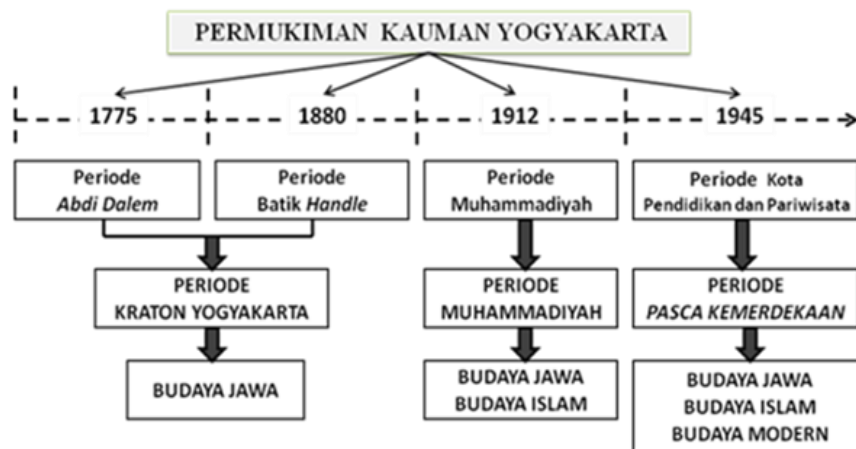 PERMUKIMAN KAUMAN YOGYAKARTA
1775
1880
1912
1945
Periode
Abdi Dalem
Periode
Batik Handle
Periode
Muhammadiyah
Periode Kota
Pendidikan dan Pariwisata
PERIODE
KRATON YOGYAKARTA
PERIODE
MUHAMMADIYAH
PERIODE
PASCA KEMERDEKAAN
BUDAYA JAWA
BUDAYA JAWA
BUDAYA ISLAM
BUDAYA JAWA
BUDAYA ISLAM
BUDAYA MODERN